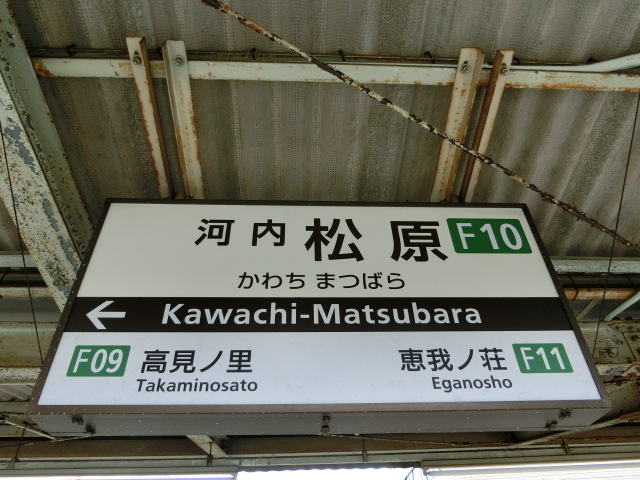 河内 松原 F10
かわち まつばら
← Kawachi-Matsubara
F09 高見ノ里 恵我ノ荘 F11
Takaminosato Eganosho